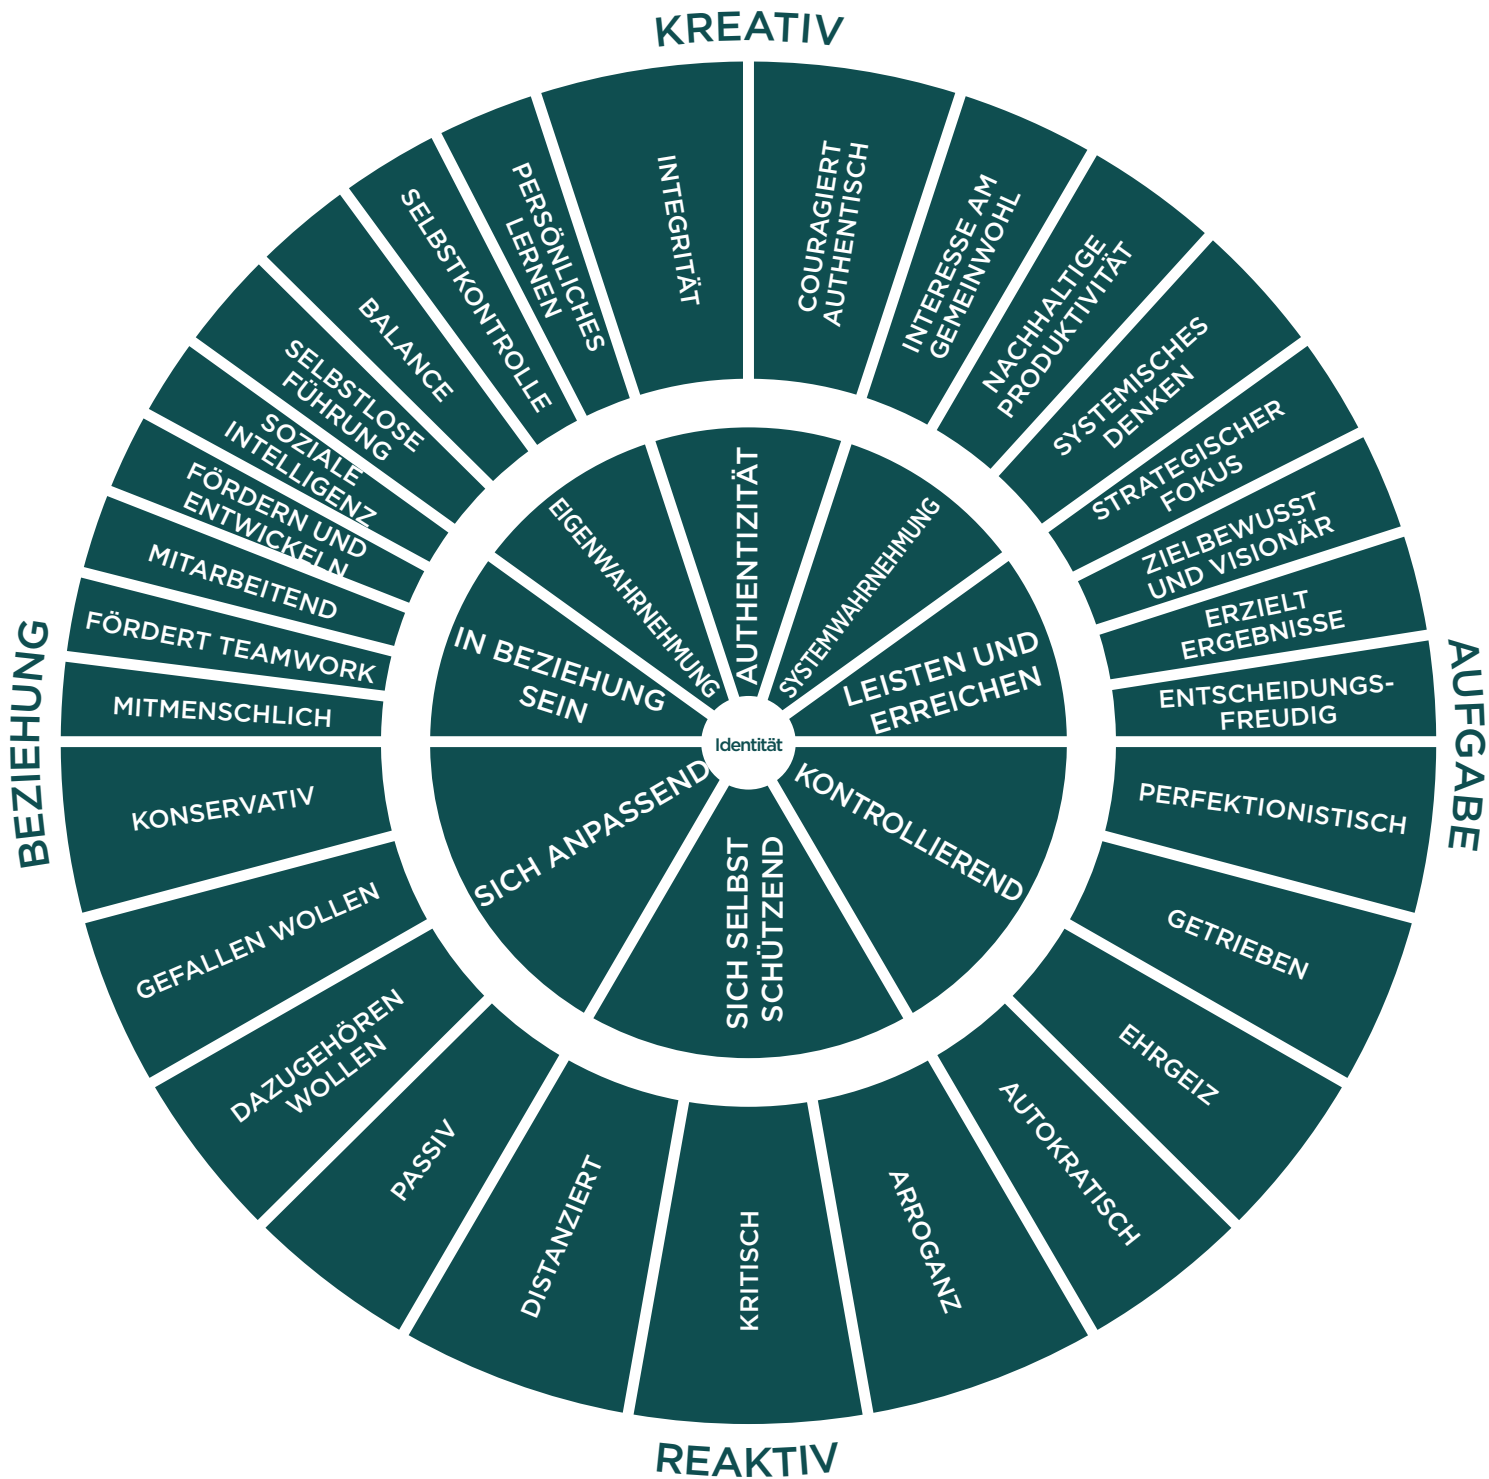 KREATIV
INTEGRITÄT
COURAGIERT
AUTHENTISCH
INTERESSE AM
GEMEINWOHL
NACHHALTIGE
PRODUKTIVITÄT
SYSTEMISCHES
DENKEN
STRATEGISCHER
FOKUS
ZIELBEWUSST
UND VISIONÄR
ERZIELT
ERGEBNISSE
ENTSCHEIDUNGS-
FREUDIG
AUFGABE
PERFEKTIONISTISCH
GETRIEBEN
EHRGEIZ
AUTOKRATISCH
ARROGANZ
KRITISCH
DISTANZIERT
PASSIV
DAZUGEHÖREN
WOLLEN
GEFALLEN WOLLEN
KONSERVATIV
BEZIEHUNG
MITMENSCHLICH
FÖRDERT TEAMWORK
MITARBEITEND
FÖRDERN UND
ENTWICKELN
SOZIALE
INTELLIGENZ
SELBSTLOSE
FÜHRUNG
BALANCE
SELBSTKONTROLLE
PERSÖNLICHES
LERNEN
EIGENWAHRNEHMUNG
AUTHENTIZITÄT
SYSTEMWAHRNEHMUNG
IN BEZIEHUNG
SEIN
LEISTEN UND
ERREICHEN
Identität
SICH ANPASSEND
SICH SELBST
SCHÜTZEND
KONTROLLIEREND
REAKTIV